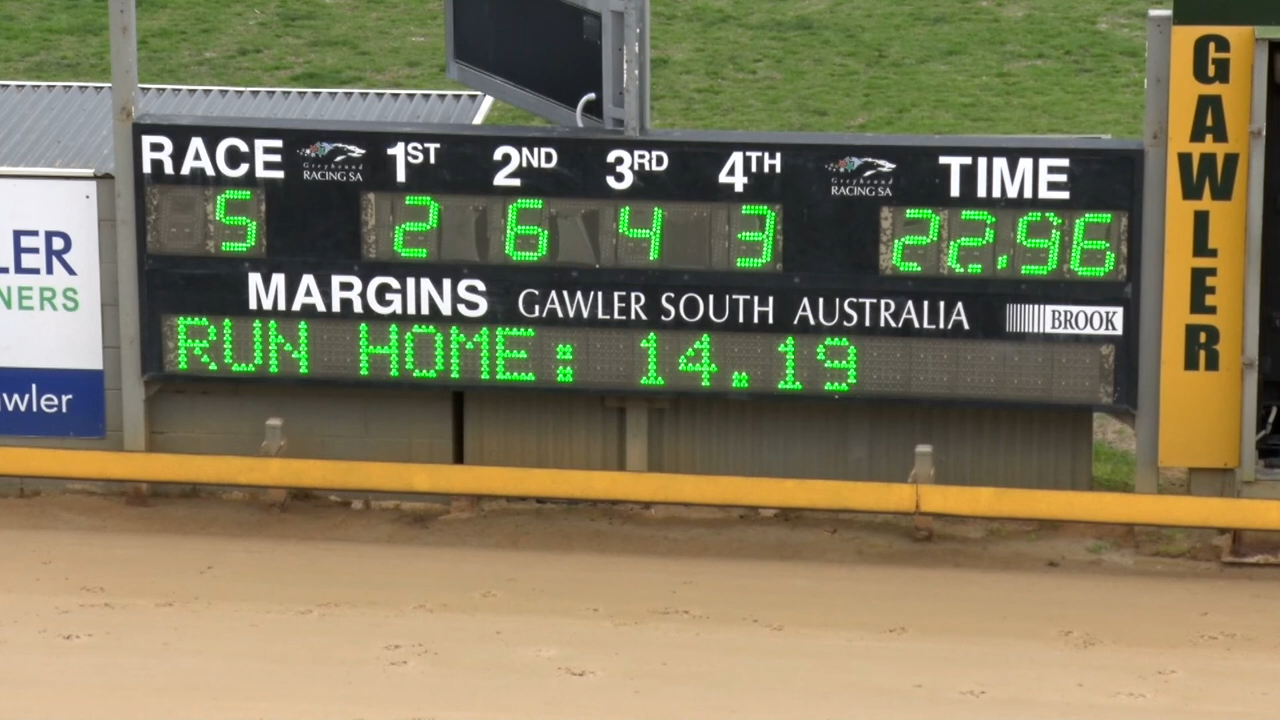 RACE Greyhound RACING SA 1ST 2ND 3RD 4TH Greyhound RACING SA TIME
5 2 6 4 3 22.96
MARGINS GAWLER SOUTH AUSTRALIA BROOK
RUN HOME: 14.19
LER
NERS
awler
GAWLER